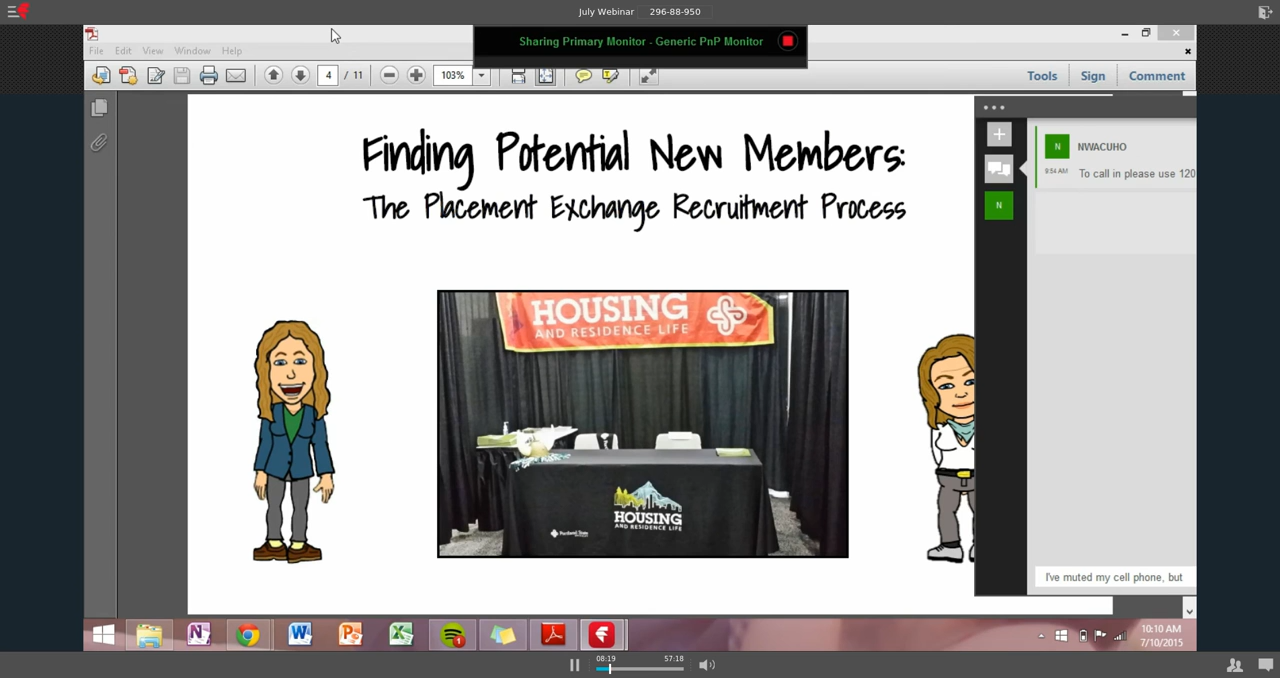 July Webinar 296-88-950
Sharing Primary Monitor - Generic PnP Monitor
File Edit View Window Help
4 / 11 103% Tools Sign Comment
Finding Potential New Members:
The Placement Exchange Recruitment Process
N NWACUHO
9:54 AM To call in please use 120
N
HOUSING
AND RESIDENCE LIFE
HOUSING
AND RESIDENCE LIFE
Portland State
I've muted my cell phone, but
10:10 AM
7/10/2015
08:19 57:18